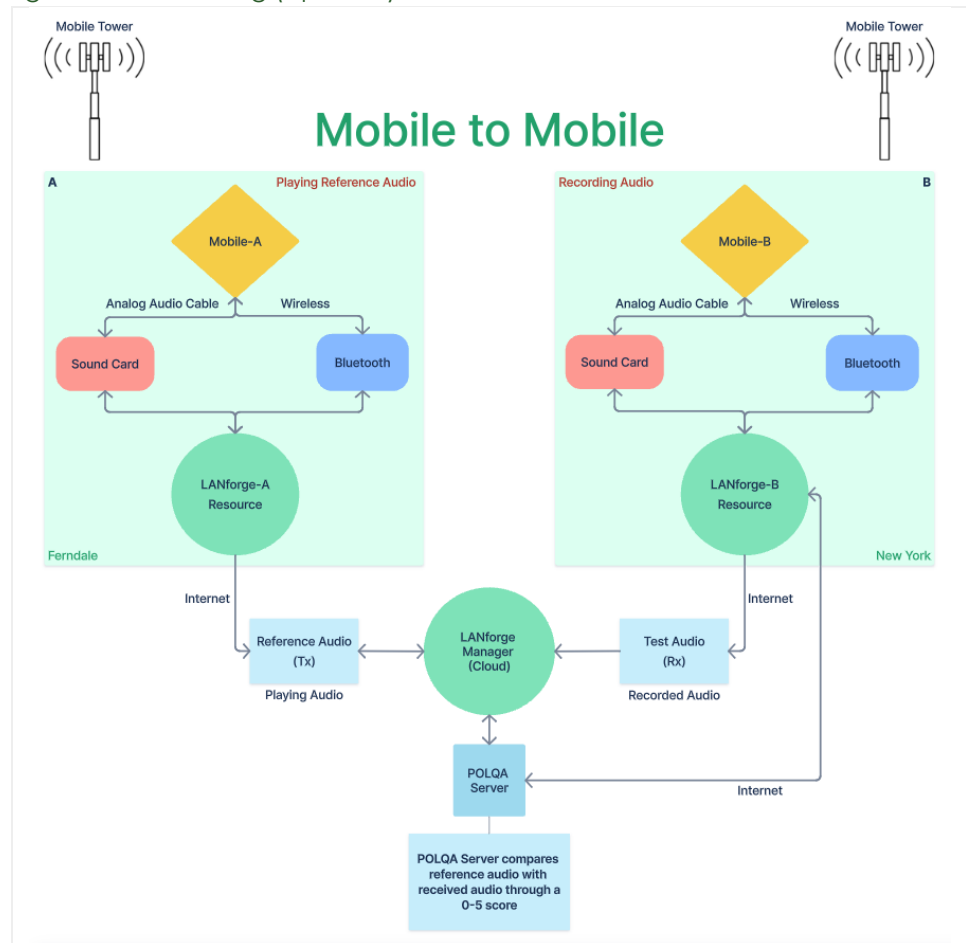 Mobile Tower
Mobile Tower
Mobile to Mobile
A
Playing Reference Audio
Mobile-A
Analog Audio Cable
Wireless
Sound Card
Bluetooth
LANforge-A
Resource
Ferndale
Recording Audio
B
Mobile-B
Analog Audio Cable
Wireless
Sound Card
Bluetooth
LANforge-B
Resource
New York
Internet
Reference Audio
(Tx)
Playing Audio
LANforge
Manager
(Cloud)
Internet
Test Audio
(Rx)
Recorded Audio
POLQA
Server
Internet
POLQA Server compares
reference audio with
received audio through a
0-5 score